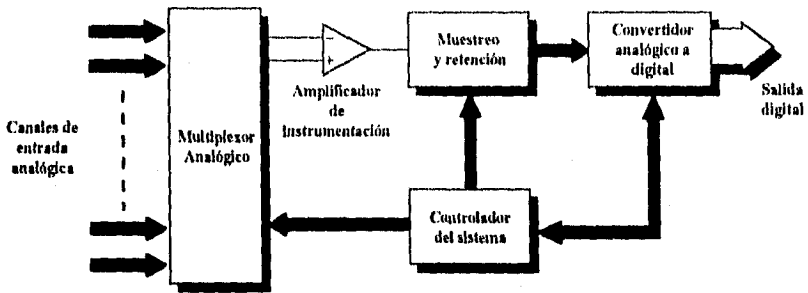 Canales de
entrada
analógica
Multiplexor
Analógico
−
+
Amplificador
de
instrumentación
Muestreo
y retención
Convertidor
analógico a
digital
Salida
digital
Controlador
del sistema